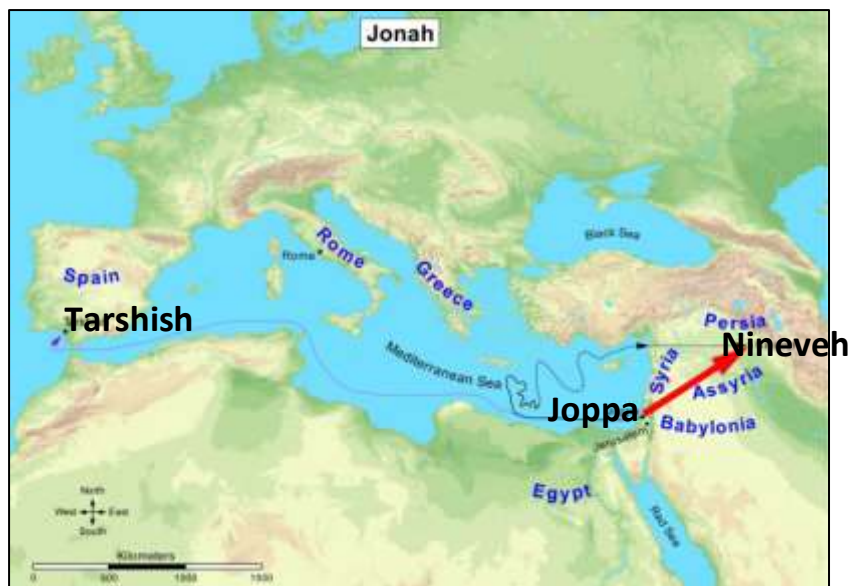 Jonah
Black Sea
Rome
Rome
Greece
Spain
Tarshish
Persia
Nineveh
Mediterranean Sea
Syria
Assyria
Joppa
Babylonia
Jerusalem
Egypt
Red Sea
North
West
East
South
Kilometers
0 500 1000 1500